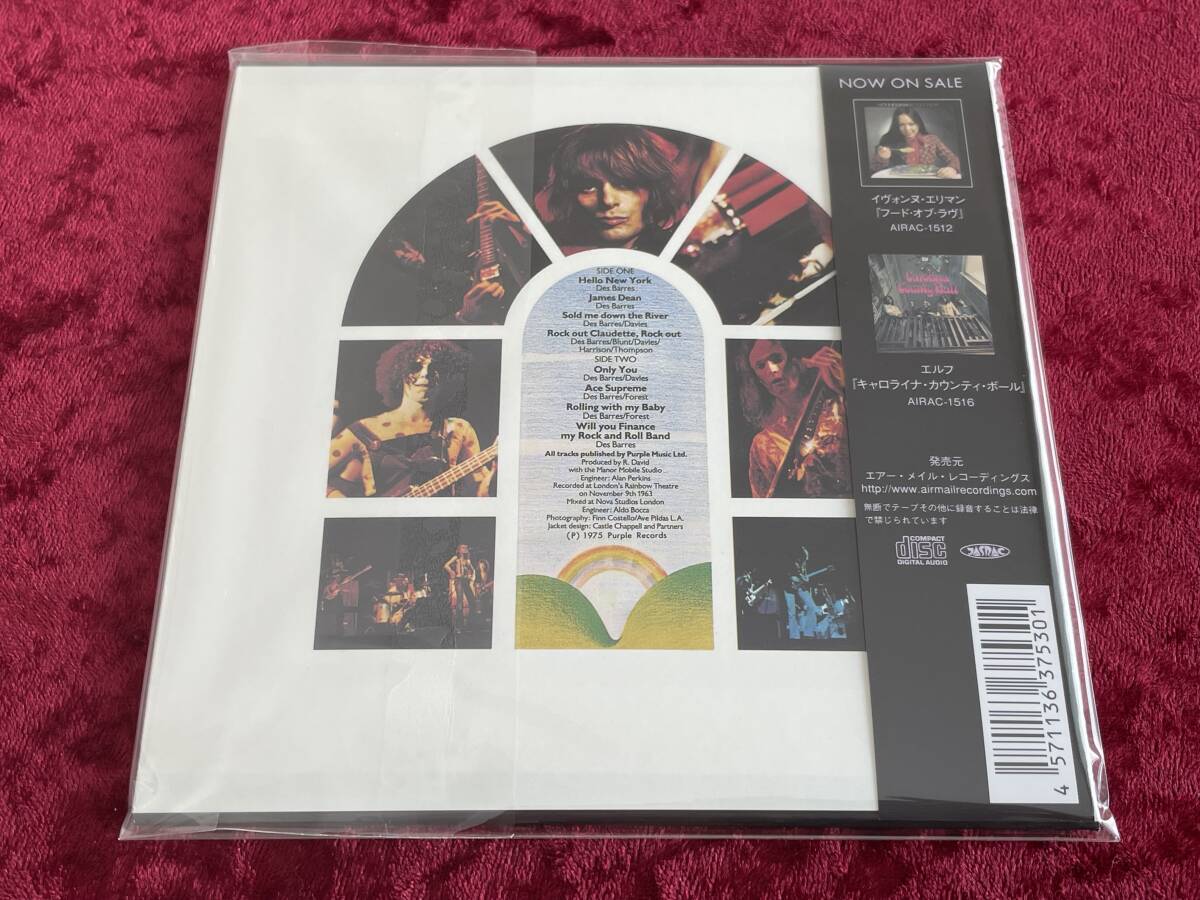 SIDE ONE
Hello New York
Des Barres
James Dean
Des Barres
Sold me down the River
Des Barres/Davies
Rock out Claudette, Rock out
Des Barres/Blunt/Davies/
Harrison/Thompson
SIDE TWO
Only You
Des Barres/Davies
Ace Supreme
Des Barres/Forest
Rolling with my Baby
Des Barres/Forest
Will you Finance
my Rock and Roll Band
Des Barres
All tracks published by Purple Music Ltd.
Produced by R. David
with the Manor Mobile Studio
Engineer: Alan Perkins
Recorded at London's Rainbow Theatre
on November 9th 1963
Mixed at Nova Studios London
Engineer: Aldo Bocca
Photography: Finn Costello/Ave Pildas L.A.
Jacket design: Castle Chappell and Partners
(P) 1975 Purple Records
NOW ON SALE
イヴォンヌ・エリマン
『フード・オブ・ラヴ』
AIRAC-1512
Carolina
County Ball
エルフ
『キャロライナ・カウンティ・ボール』
AIRAC-1516
発売元
エアー・メイル・レコーディングス
http://www.airmailrecordings.com
無断でテープその他に録音することは法律
で禁じられています
COMPACT
disc
DIGITAL AUDIO
JASRAC
4 571136 375301